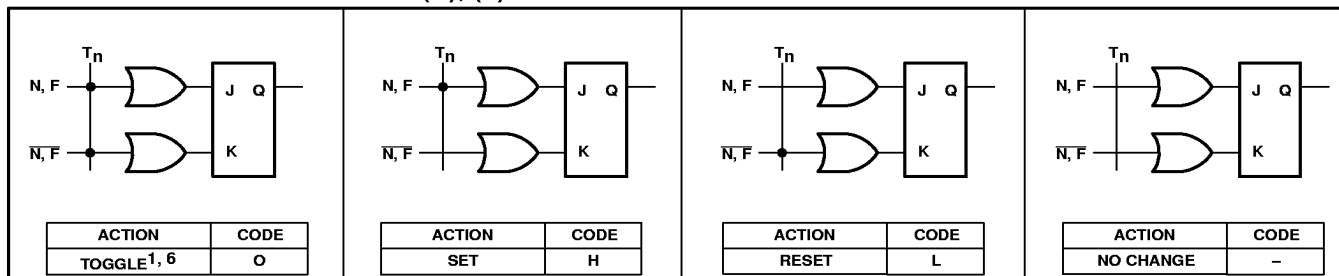 Tn Tn Tn Tn
N, F J Q N, F J Q N, F J Q N, F J Q
N, F K N, F K N, F K N, F K
ACTION CODE ACTION CODE ACTION CODE ACTION CODE
TOGGLE1, 6 O SET H RESET L NO CHANGE –